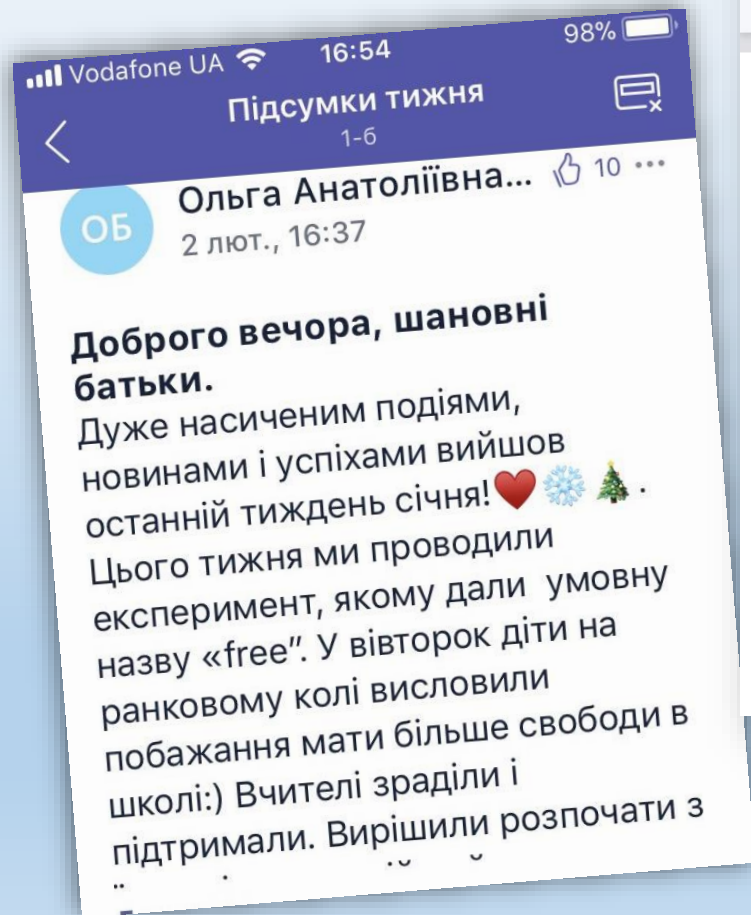 Vodafone UA 16:54 98%
Підсумки тижня
1-б
ОБ
Ольга Анатоліївна... 10 •••
2 лют., 16:37
Доброго вечора, шановні
батьки.
Дуже насиченим подіями,
новинами і успіхами вийшов
останній тиждень січня!❤️❄️🎄.
Цього тижня ми проводили
експеримент, якому дали умовну
назву «free”. У вівторок діти на
ранковому колі висловили
побажання мати більше свободи в
школі:) Вчителі зраділи і
підтримали. Вирішили розпочати з